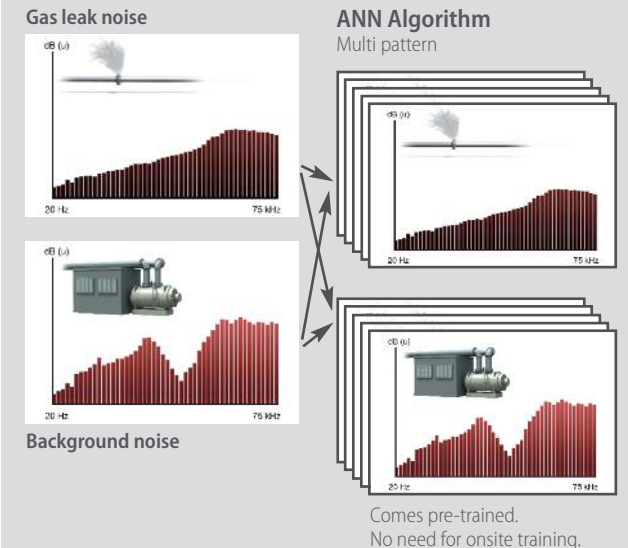 Gas leak noise
dB (u)
20 Hz
75 kHz
dB (u)
20 Hz
75 kHz
Background noise
ANN Algorithm
Multi pattern
dB (u)
20 Hz
75 kHz
dB (u)
20 Hz
75 kHz
Comes pre-trained.
No need for onsite training.